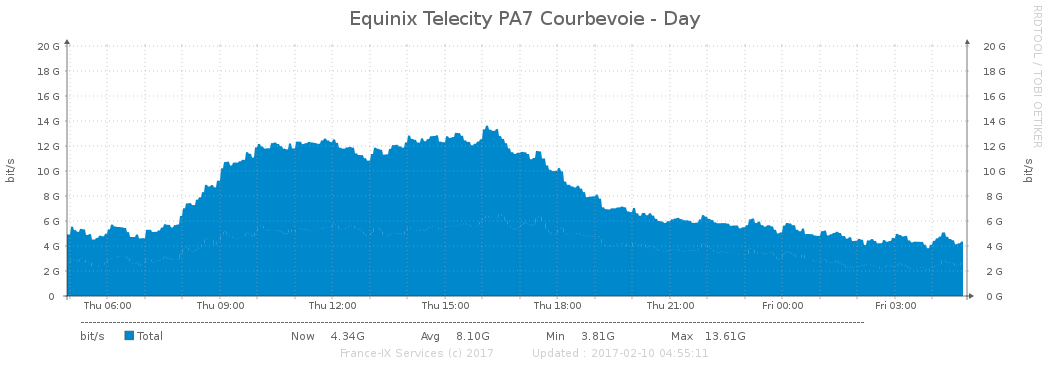 Equinix Telecity PA7 Courbevoie - Day
RRDTOOL / TOBI OETIKER
bit/s
20 G 20 G
18 G 18 G
16 G 16 G
14 G 14 G
12 G 12 G
10 G 10 G
8 G 8 G
6 G 6 G
4 G 4 G
2 G 2 G
0 0 G
bit/s
Thu 06:00 Thu 09:00 Thu 12:00 Thu 15:00 Thu 18:00 Thu 21:00 Fri 00:00 Fri 03:00
bit/s Total Now 4.34G Avg 8.10G Min 3.81G Max 13.61G
France-IX Services (c) 2017 Updated : 2017-02-10 04:55:11